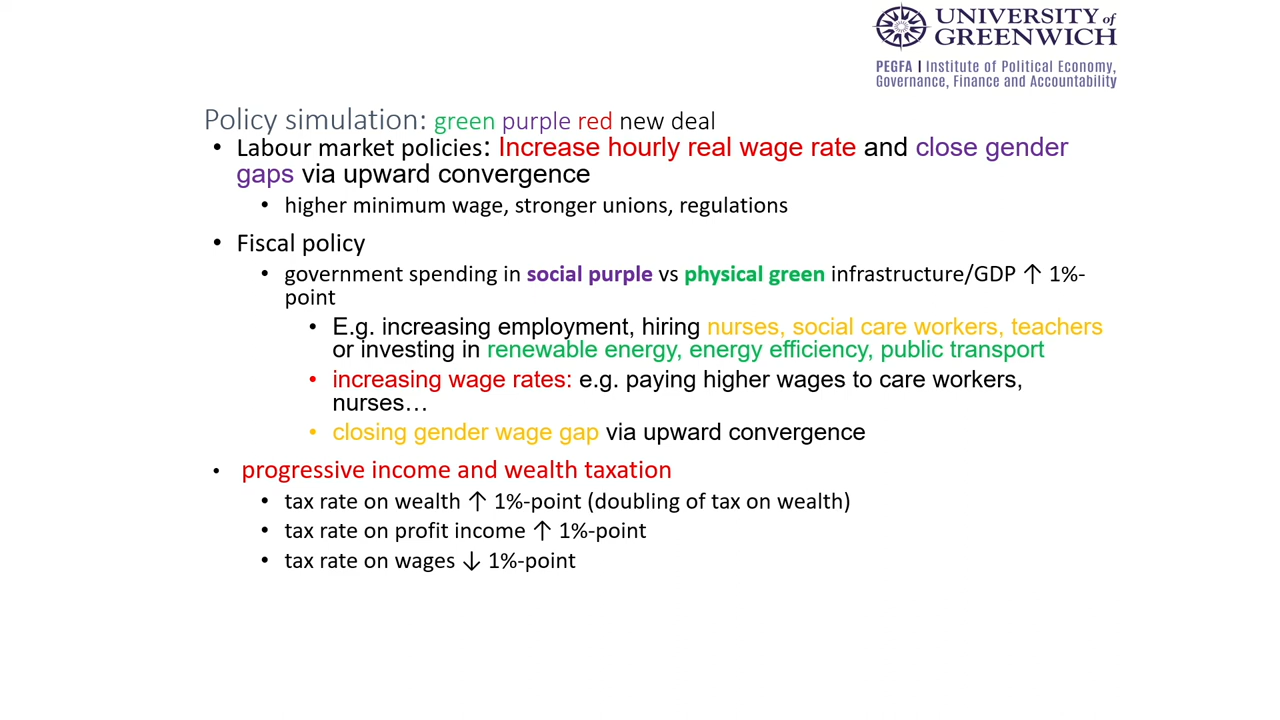 UNIVERSITY of
GREENWICH
PEGFA | Institute of Political Economy,
Governance, Finance and Accountability
Policy simulation: green purple red new deal
• Labour market policies: Increase hourly real wage rate and close gender
gaps via upward convergence
• higher minimum wage, stronger unions, regulations
• Fiscal policy
• government spending in social purple vs physical green infrastructure/GDP ↑ 1%-
point
• E.g. increasing employment, hiring nurses, social care workers, teachers
or investing in renewable energy, energy efficiency, public transport
• increasing wage rates: e.g. paying higher wages to care workers,
nurses…
• closing gender wage gap via upward convergence
• progressive income and wealth taxation
• tax rate on wealth ↑ 1%-point (doubling of tax on wealth)
• tax rate on profit income ↑ 1%-point
• tax rate on wages ↓ 1%-point